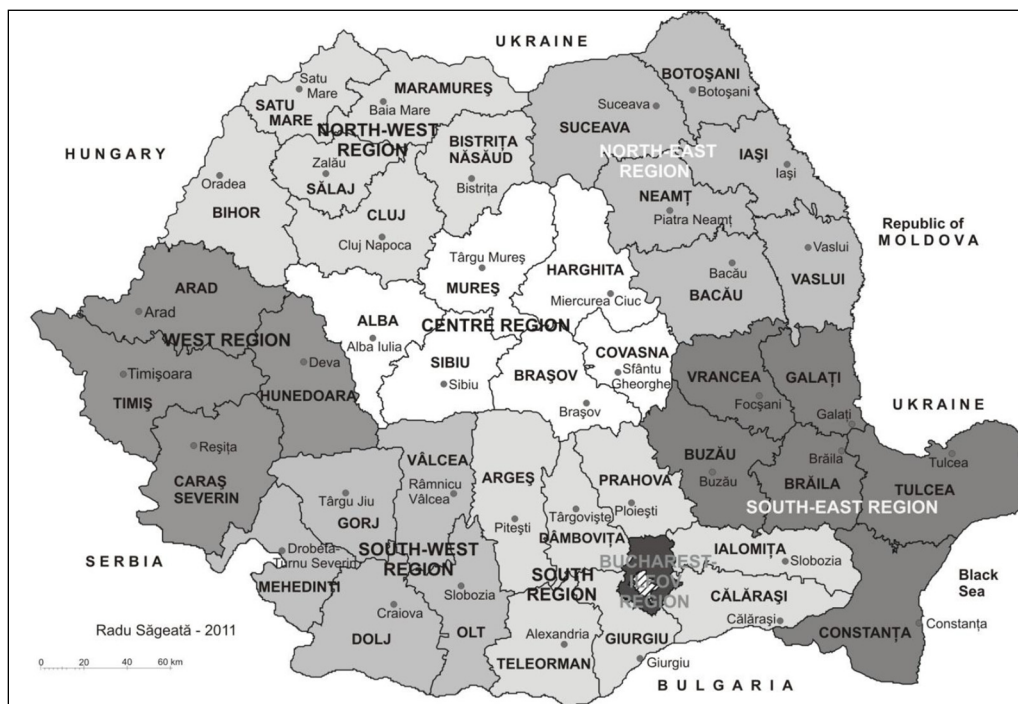 UKRAINE
BOTOŞANI
Botoşani
Satu
Mare
SATU
MARE
MARAMUREŞ
Baia Mare
Suceava
SUCEAVA
NORTH-WEST
REGION
BISTRIŢA
NĂSĂUD
Bistriţa
NORTH-EAST
REGION
IAŞI
Iaşi
HUNGARY
Zalău
SĂLAJ
Oradea
BIHOR
CLUJ
Cluj Napoca
NEAMŢ
Piatra Neamţ
Republic of
MOLDOVA
Târgu Mureş
MUREŞ
HARGHITA
Miercurea Ciuc
Bacău
BACĂU
Vaslui
VASLUI
ARAD
Arad
WEST REGION
ALBA
Alba Iulia
CENTRE REGION
Deva
HUNEDOARA
SIBIU
Sibiu
BRAŞOV
Braşov
COVASNA
Sfântu
Gheorghe
VRANCEA
Focşani
GALAŢI
Galaţi
UKRAINE
Timişoara
TIMIŞ
Reşiţa
CARAŞ
SEVERIN
VÂLCEA
Râmnicu
Vâlcea
ARGEŞ
Piteşti
PRAHOVA
Ploieşti
BUZĂU
Buzău
Brăila
BRĂILA
Tulcea
TULCEA
SOUTH-EAST REGION
Târgu Jiu
GORJ
Târgovişte
DÂMBOVIŢA
SERBIA
Drobeta-
Turnu Severin
MEHEDINŢI
SOUTH-WEST
REGION
Slobozia
SOUTH
REGION
BUCHAREST-
ILFOV
REGION
IALOMIŢA
Slobozia
CĂLĂRAŞI
Călăraşi
Black
Sea
Craiova
DOLJ
OLT
Alexandria
TELEORMAN
GIURGIU
Giurgiu
CONSTANŢA
Constanţa
Radu Săgeată - 2011
0 20 40 60 km
BULGARIA